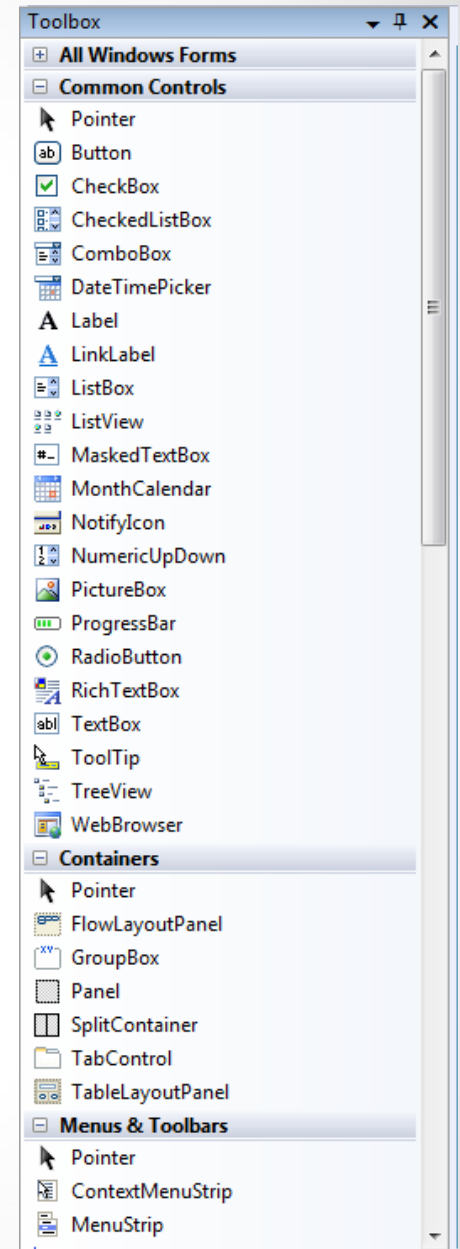 Toolbox
All Windows Forms
Common Controls
Pointer
Button
CheckBox
CheckedListBox
ComboBox
DateTimePicker
Label
LinkLabel
ListBox
ListView
MaskedTextBox
MonthCalendar
NotifyIcon
NumericUpDown
PictureBox
ProgressBar
RadioButton
RichTextBox
TextBox
ToolTip
TreeView
WebBrowser
Containers
Pointer
FlowLayoutPanel
GroupBox
Panel
SplitContainer
TabControl
TableLayoutPanel
Menus & Toolbars
Pointer
ContextMenuStrip
MenuStrip